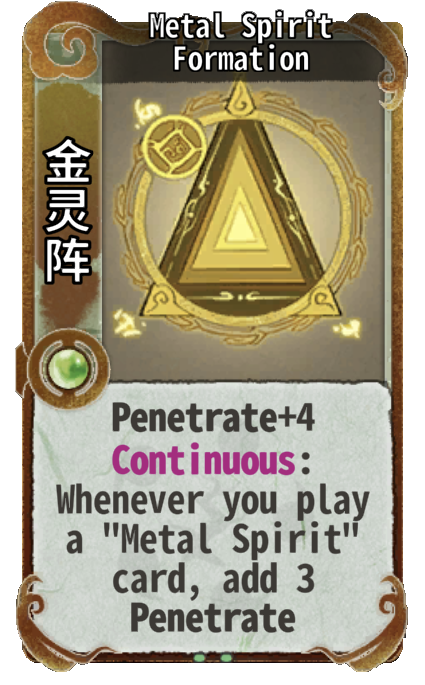 Metal Spirit
Formation
金灵阵
Penetrate+4
Continuous:
Whenever you play
a "Metal Spirit"
card, add 3
Penetrate